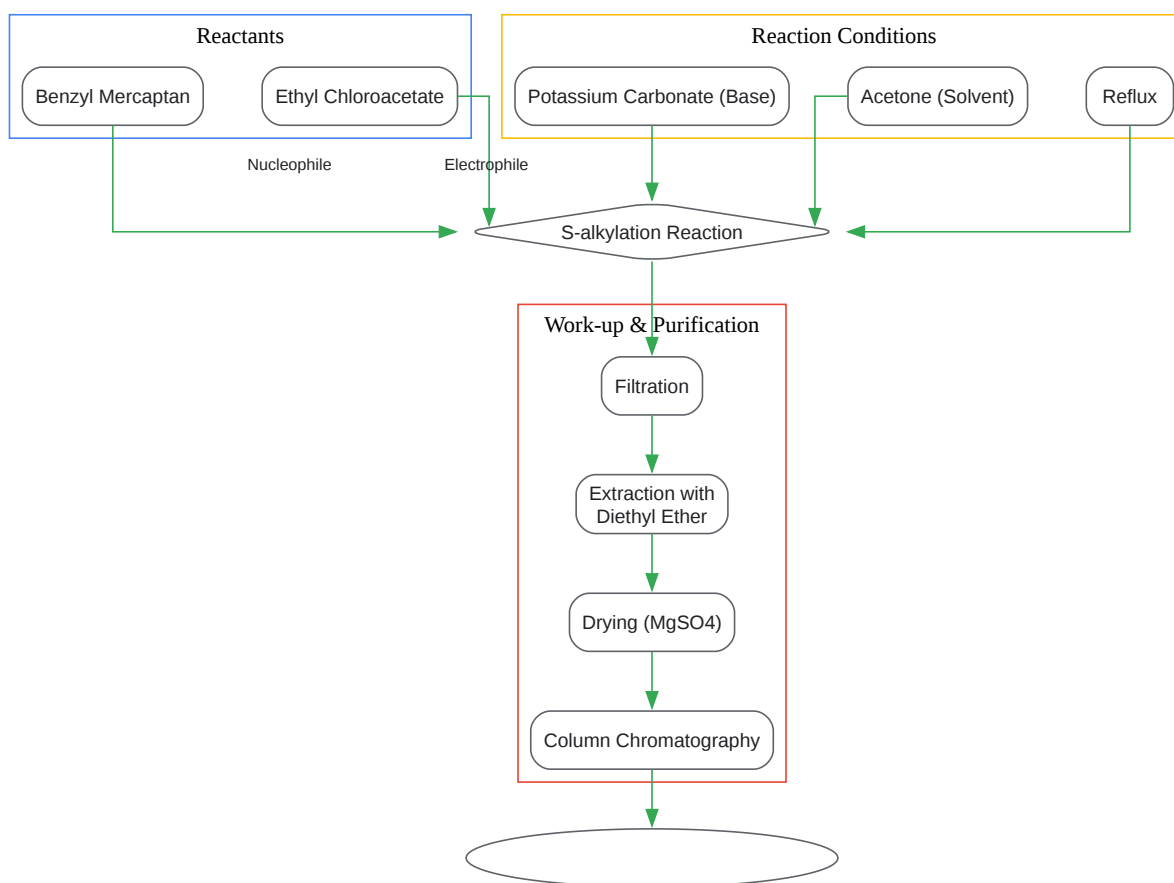 Reactants
Reaction Conditions
Benzyl Mercaptan
Ethyl Chloroacetate
Potassium Carbonate (Base)
Acetone (Solvent)
Reflux
Nucleophile
Electrophile
S-alkylation Reaction
Work-up & Purification
Filtration
Extraction with
Diethyl Ether
Drying (MgSO4)
Column Chromatography